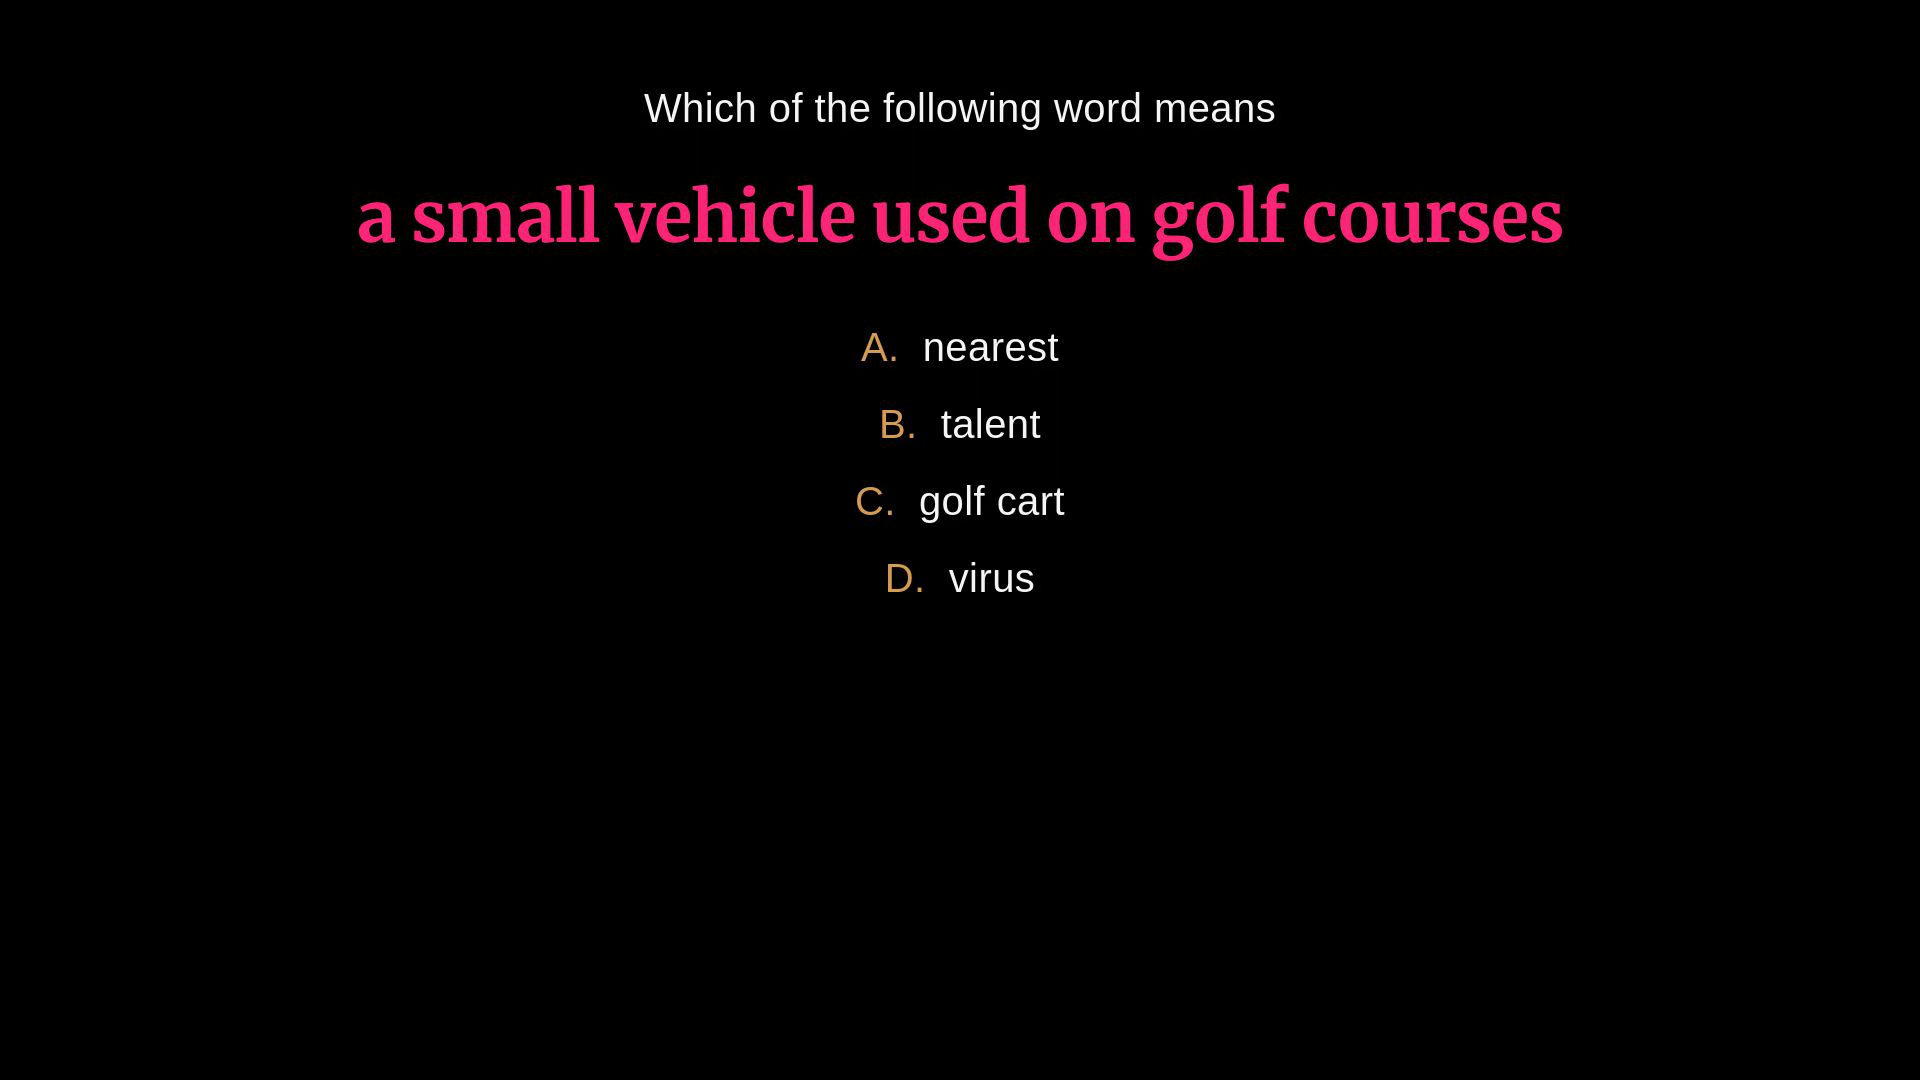 Which of the following word means
a small vehicle used on golf courses
A. nearest
B. talent
C. golf cart
D. virus